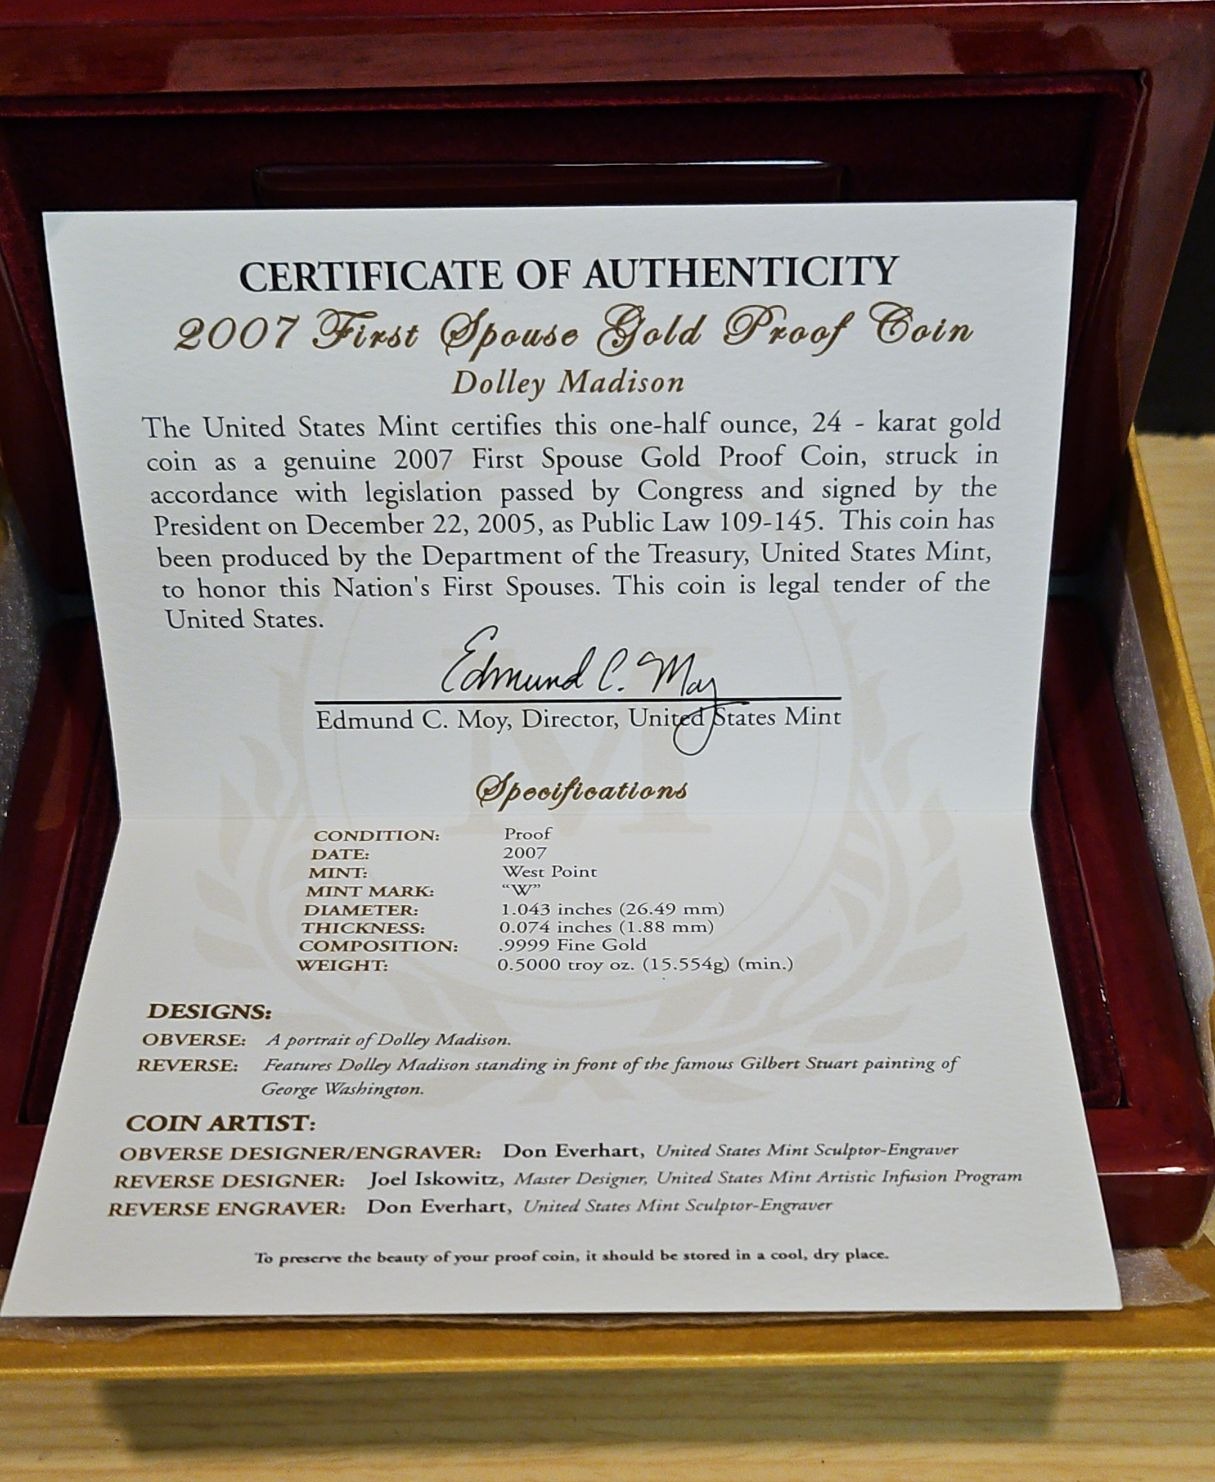 CERTIFICATE OF AUTHENTICITY
2007 First Spouse Gold Proof Coin
Dolley Madison
The United States Mint certifies this one-half ounce, 24 - karat gold
coin as a genuine 2007 First Spouse Gold Proof Coin, struck in
accordance with legislation passed by Congress and signed by the
President on December 22, 2005, as Public Law 109-145. This coin has
been produced by the Department of the Treasury, United States Mint,
to honor this Nation's First Spouses. This coin is legal tender of the
United States.
Edmund C. Moy
Edmund C. Moy, Director, United States Mint
Specifications
CONDITION: Proof
DATE: 2007
MINT: West Point
MINT MARK: “W”
DIAMETER: 1.043 inches (26.49 mm)
THICKNESS: 0.074 inches (1.88 mm)
COMPOSITION: .9999 Fine Gold
WEIGHT: 0.5000 troy oz. (15.554g) (min.)
DESIGNS:
OBVERSE: A portrait of Dolley Madison.
REVERSE: Features Dolley Madison standing in front of the famous Gilbert Stuart painting of
George Washington.
COIN ARTIST:
OBVERSE DESIGNER/ENGRAVER: Don Everhart, United States Mint Sculptor-Engraver
REVERSE DESIGNER: Joel Iskowitz, Master Designer, United States Mint Artistic Infusion Program
REVERSE ENGRAVER: Don Everhart, United States Mint Sculptor-Engraver
To preserve the beauty of your proof coin, it should be stored in a cool, dry place.